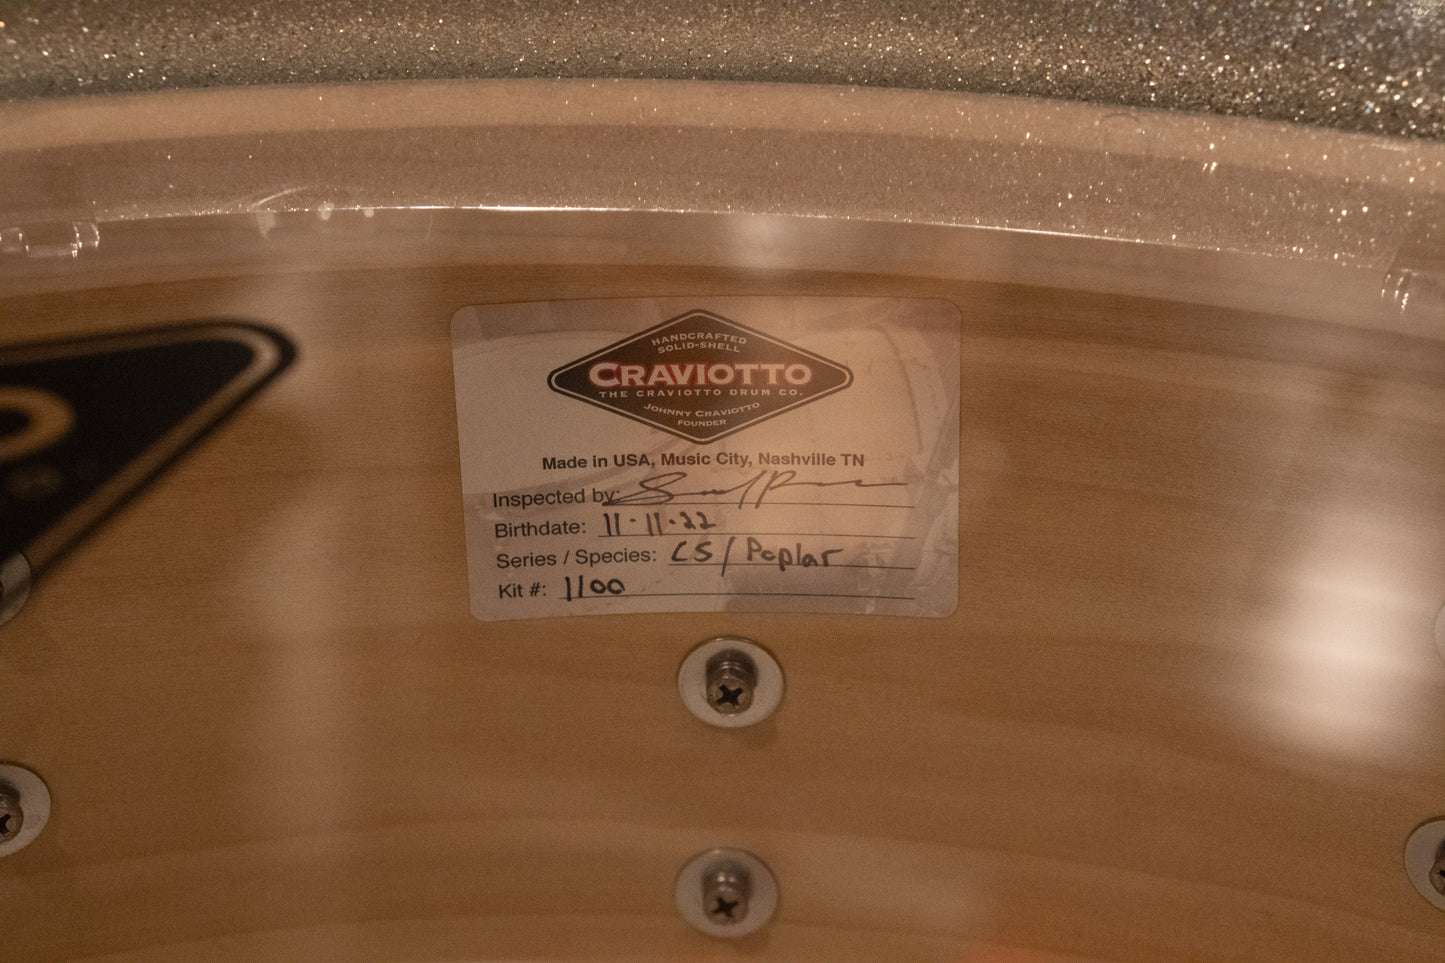 HANDCRAFTED
SOLID-SHELL
CRAVIOTTO
THE CRAVIOTTO DRUM CO.
JOHNNY CRAVIOTTO
FOUNDER
Made in USA, Music City, Nashville TN
Inspected by:
Birthdate: 11-11-22
Series / Species: CS / Poplar
Kit #: 1100